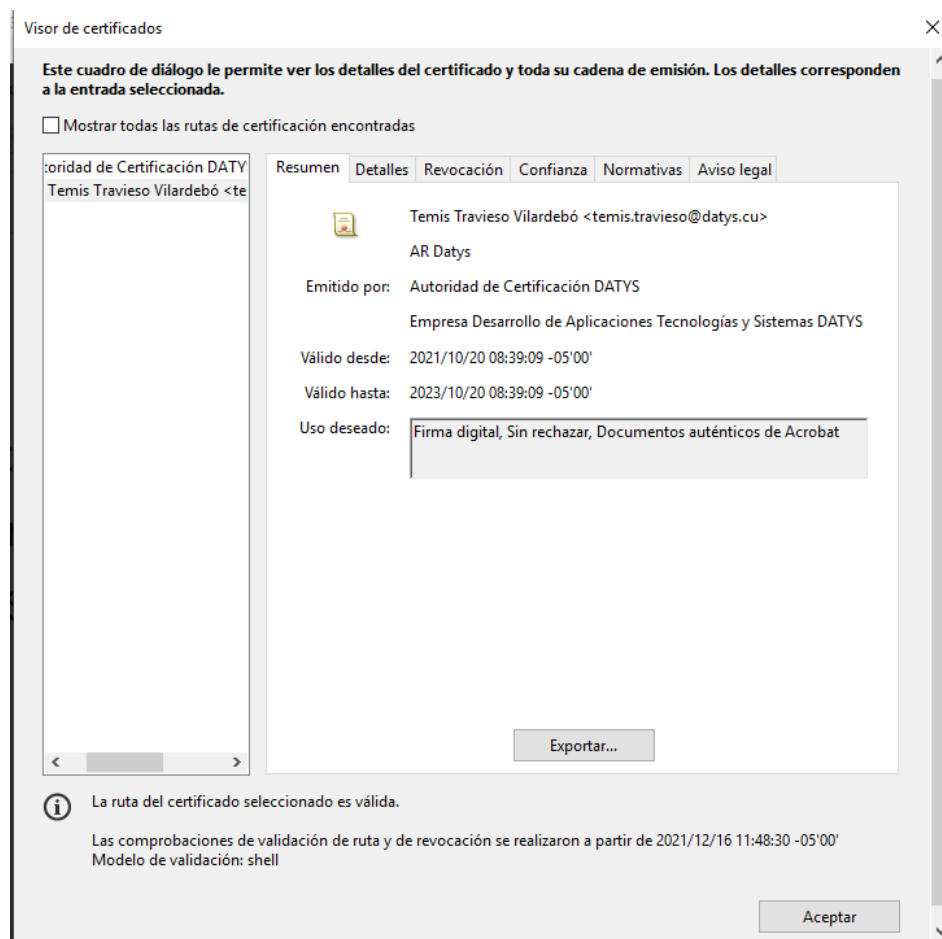 Visor de certificados
Este cuadro de diálogo le permite ver los detalles del certificado y toda su cadena de emisión. Los detalles corresponden
a la entrada seleccionada.
Mostrar todas las rutas de certificación encontradas
toridad de Certificación DATY
Temis Travieso Vilardebó <te
Resumen Detalles Revocación Confianza Normativas Aviso legal
Temis Travieso Vilardebó <temis.travieso@datys.cu>
AR Datys
Emitido por: Autoridad de Certificación DATYS
Empresa Desarrollo de Aplicaciones Tecnologías y Sistemas DATYS
Válido desde: 2021/10/20 08:39:09 -05'00'
Válido hasta: 2023/10/20 08:39:09 -05'00'
Uso deseado: Firma digital, Sin rechazar, Documentos auténticos de Acrobat
Exportar...
La ruta del certificado seleccionado es válida.
Las comprobaciones de validación de ruta y de revocación se realizaron a partir de 2021/12/16 11:48:30 -05'00'
Modelo de validación: shell
Aceptar